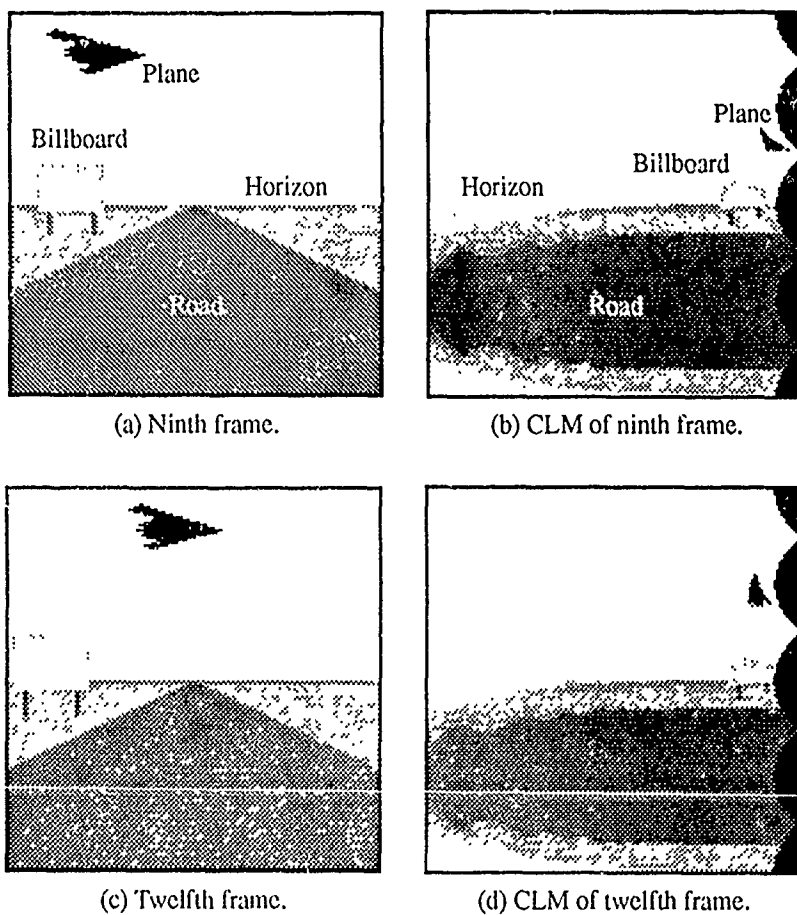 Plane
Billboard
Horizon
Road
(a) Ninth frame.
Plane
Billboard
Horizon
Road
(b) CLM of ninth frame.
(c) Twelfth frame.
(d) CLM of twelfth frame.